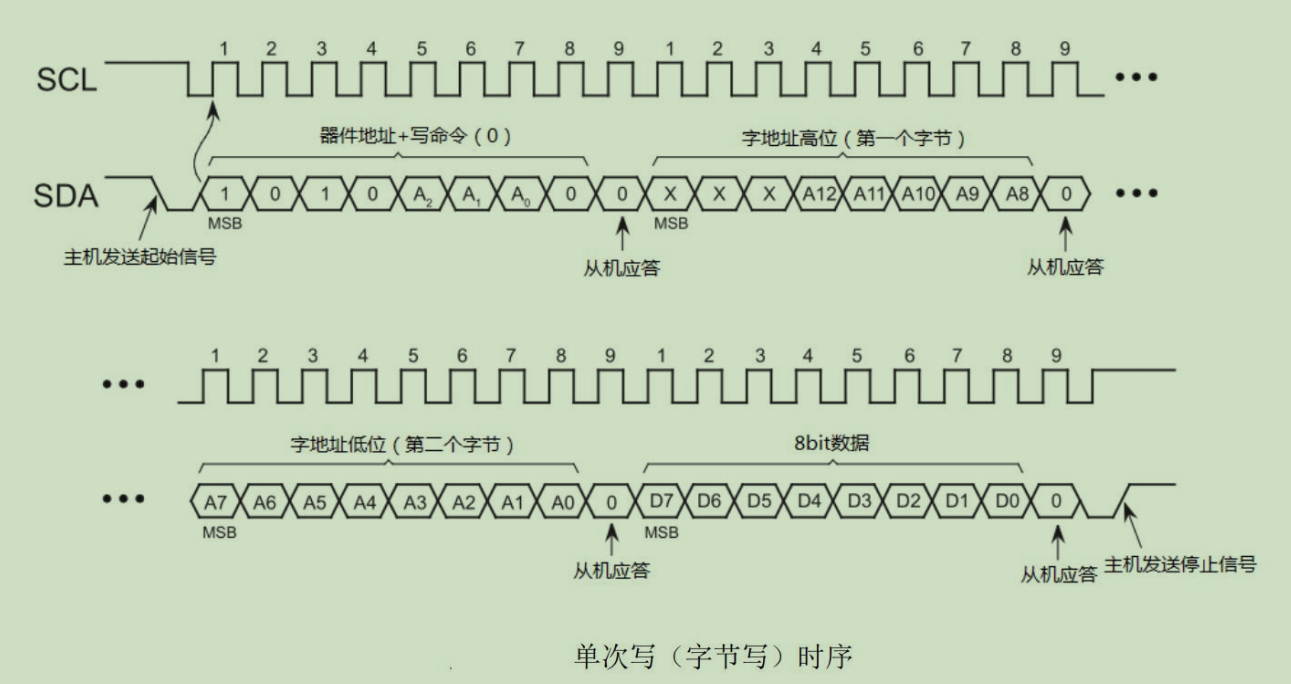 1 2 3 4 5 6 7 8 9 1 2 3 4 5 6 7 8 9
SCL
器件地址+写命令(0) 字地址高位(第一个字节)
SDA 1 0 1 0 A2 A1 A0 0 0 X X X A12 A11 A10 A9 A8 0
MSB MSB
主机发送起始信号 从机应答 从机应答
1 2 3 4 5 6 7 8 9 1 2 3 4 5 6 7 8 9
字地址低位(第二个字节) 8bit数据
A7 A6 A5 A4 A3 A2 A1 A0 0 D7 D6 D5 D4 D3 D2 D1 D0 0
MSB MSB
从机应答 从机应答 主机发送停止信号
单次写（字节写）时序